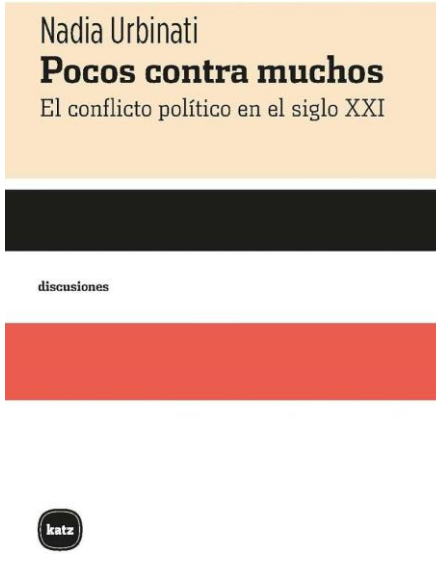 Nadia Urbinati
Pocos contra muchos
El conflicto político en el siglo XXI
discusiones
katz